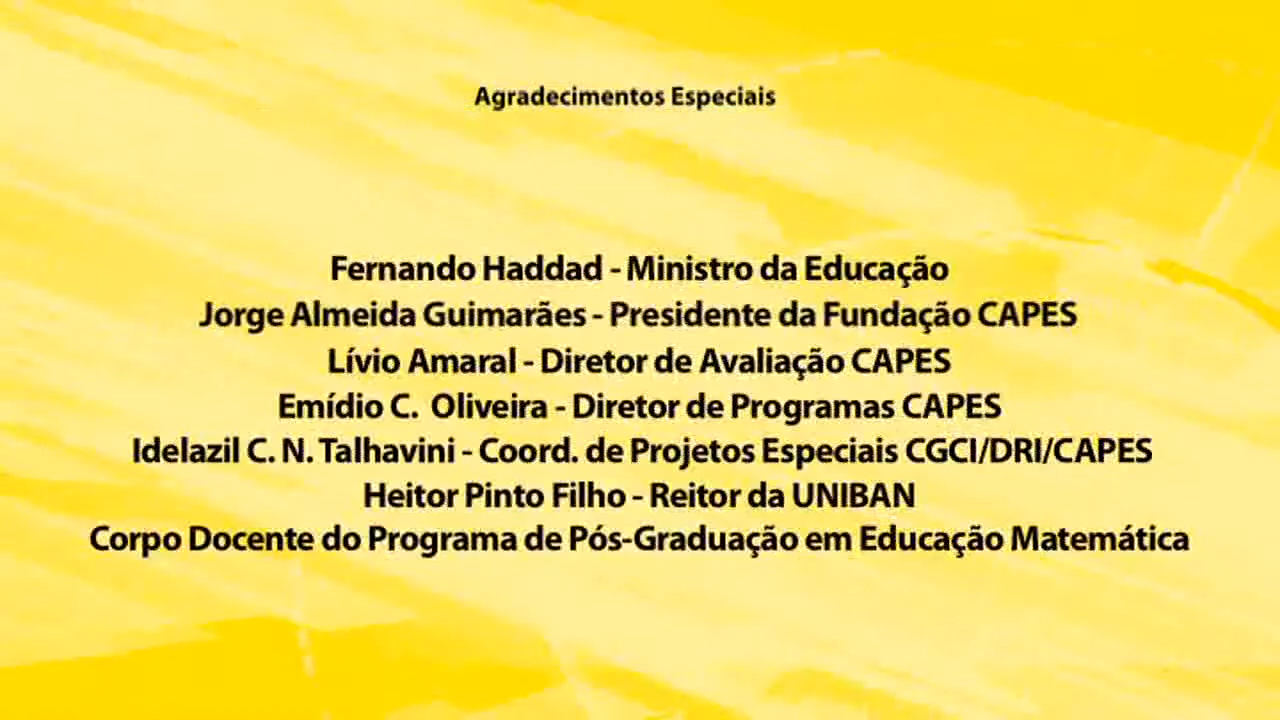 Agradecimentos Especiais
Fernando Haddad - Ministro da Educação
Jorge Almeida Guimarães - Presidente da Fundação CAPES
Lívio Amaral - Diretor de Avaliação CAPES
Emídio C. Oliveira - Diretor de Programas CAPES
Idelazil C. N. Talhavini - Coord. de Projetos Especiais CGCI/DRI/CAPES
Heitor Pinto Filho - Reitor da UNIBAN
Corpo Docente do Programa de Pós-Graduação em Educação Matemática